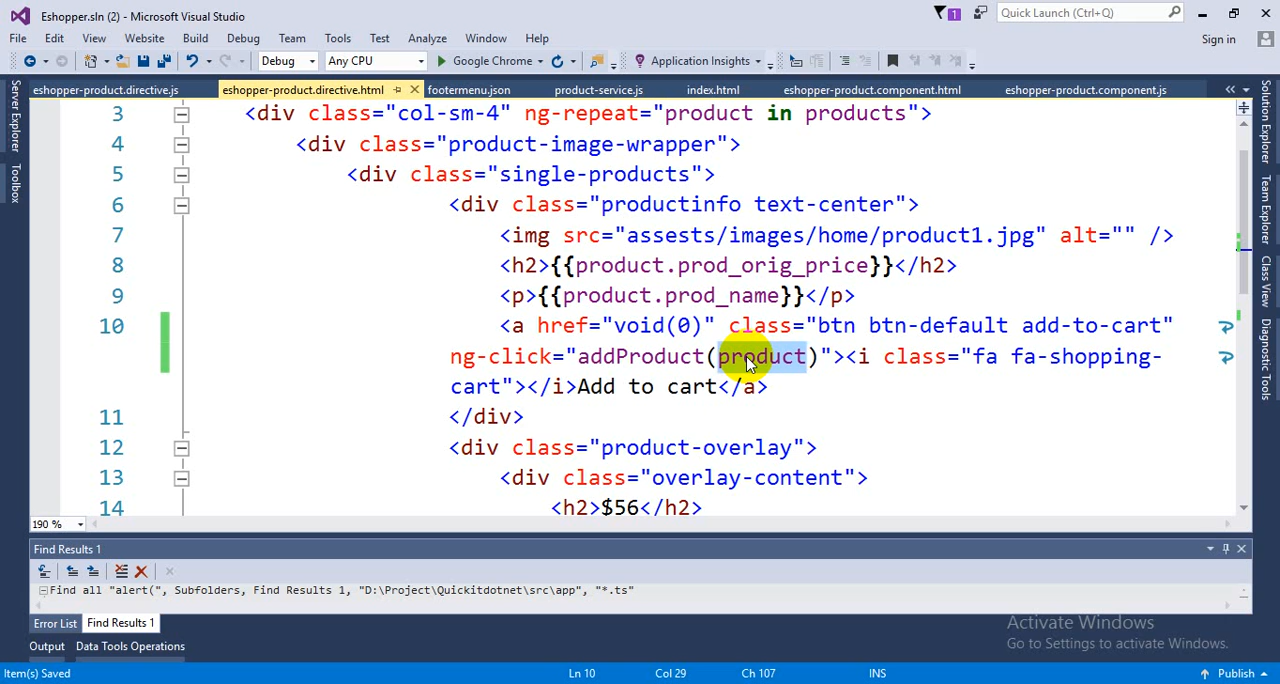 Eshopper.sln (2) - Microsoft Visual Studio
1
Quick Launch (Ctrl+Q)
File Edit View Website Build Debug Team Tools Test Analyze Window Help
Sign in
Debug Any CPU Google Chrome Application Insights
eshopper-product.directive.js eshopper-product.directive.html footermenu.json product-service.js index.html eshopper-product.component.html eshopper-product.component.js
Server Explorer
Toolbox
Solution Explorer
Team Explorer
Class View
Diagnostic Tools
3 <div class="col-sm-4" ng-repeat="product in products">
4 <div class="product-image-wrapper">
5 <div class="single-products">
6 <div class="productinfo text-center">
7 <img src="assests/images/home/product1.jpg" alt="" />
8 <h2>{{product.prod_orig_price}}</h2>
9 <p>{{product.prod_name}}</p>
10 <a href="void(0)" class="btn btn-default add-to-cart"
ng-click="addProduct(product)"><i class="fa fa-shopping-
cart"></i>Add to cart</a>
11 </div>
12 <div class="product-overlay">
13 <div class="overlay-content">
14 <h2>$56</h2>
190 %
Find Results 1
Find all "alert(", Subfolders, Find Results 1, "D:\Project\Quickitdotnet\src\app", "*.ts"
Error List Find Results 1
Output Data Tools Operations
Activate Windows
Go to Settings to activate Windows.
Item(s) Saved Ln 10 Col 29 Ch 107 INS Publish